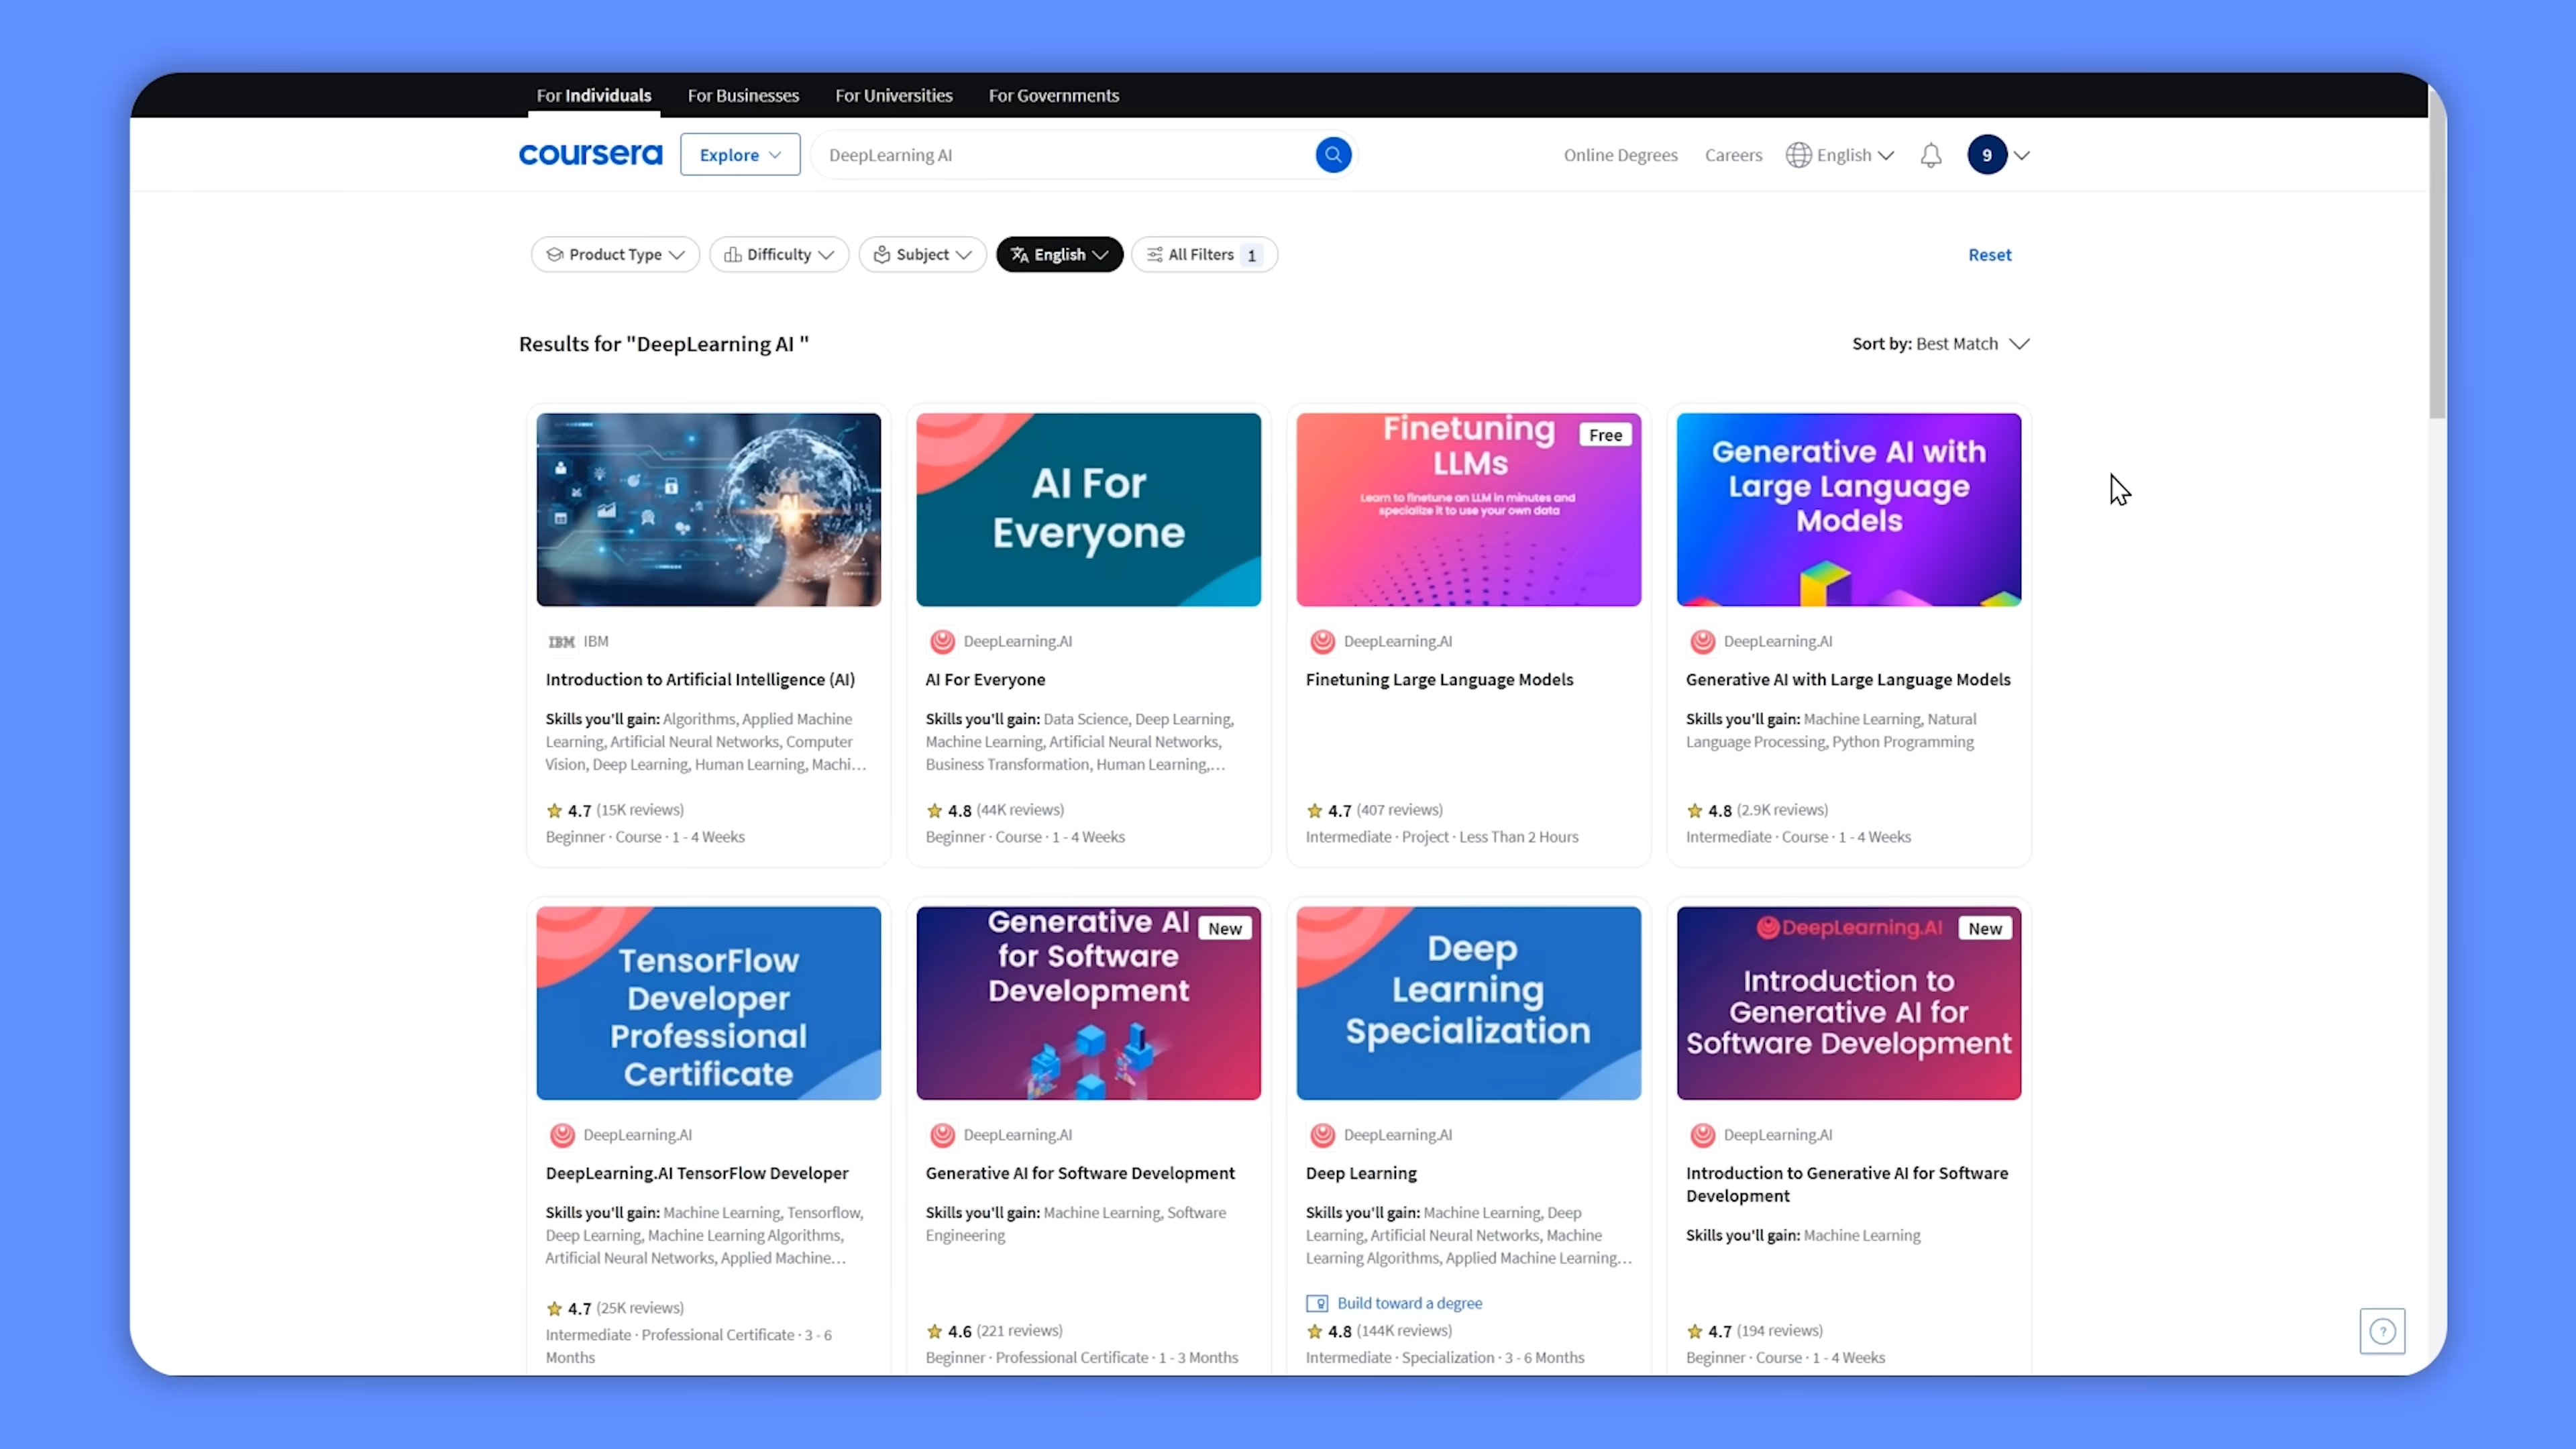 For Individuals
For Businesses
For Universities
For Governments
coursera
Explore
DeepLearning AI
Online Degrees
Careers
English
9
Product Type
Difficulty
Subject
English
All Filters 1
Reset
Results for "DeepLearning AI "
Sort by: Best Match
AI
IBM IBM
Introduction to Artificial Intelligence (AI)
Skills you'll gain: Algorithms, Applied Machine
Learning, Artificial Neural Networks, Computer
Vision, Deep Learning, Human Learning, Machi...
4.7 (15K reviews)
Beginner · Course · 1 - 4 Weeks
AI For
Everyone
DeepLearning.AI
AI For Everyone
Skills you'll gain: Data Science, Deep Learning,
Machine Learning, Artificial Neural Networks,
Business Transformation, Human Learning,...
4.8 (44K reviews)
Beginner · Course · 1 - 4 Weeks
Finetuning
LLMs
Free
Learn to finetune an LLM in minutes and
specialize it to use your own data
DeepLearning.AI
Finetuning Large Language Models
4.7 (407 reviews)
Intermediate · Project · Less Than 2 Hours
Generative AI with
Large Language
Models
DeepLearning.AI
Generative AI with Large Language Models
Skills you'll gain: Machine Learning, Natural
Language Processing, Python Programming
4.8 (2.9K reviews)
Intermediate · Course · 1 - 4 Weeks
TensorFlow
Developer
Professional
Certificate
DeepLearning.AI
DeepLearning.AI TensorFlow Developer
Skills you'll gain: Machine Learning, Tensorflow,
Deep Learning, Machine Learning Algorithms,
Artificial Neural Networks, Applied Machine...
4.7 (25K reviews)
Intermediate · Professional Certificate · 3 - 6
Months
Generative AI
for Software
Development
New
DeepLearning.AI
Generative AI for Software Development
Skills you'll gain: Machine Learning, Software
Engineering
4.6 (221 reviews)
Beginner · Professional Certificate · 1 - 3 Months
Deep
Learning
Specialization
DeepLearning.AI
Deep Learning
Skills you'll gain: Machine Learning, Deep
Learning, Artificial Neural Networks, Machine
Learning Algorithms, Applied Machine Learning...
Build toward a degree
4.8 (144K reviews)
Intermediate · Specialization · 3 - 6 Months
DeepLearning.AI
New
Introduction to
Generative AI for
Software Development
DeepLearning.AI
Introduction to Generative AI for Software
Development
Skills you'll gain: Machine Learning
4.7 (194 reviews)
Beginner · Course · 1 - 4 Weeks
?